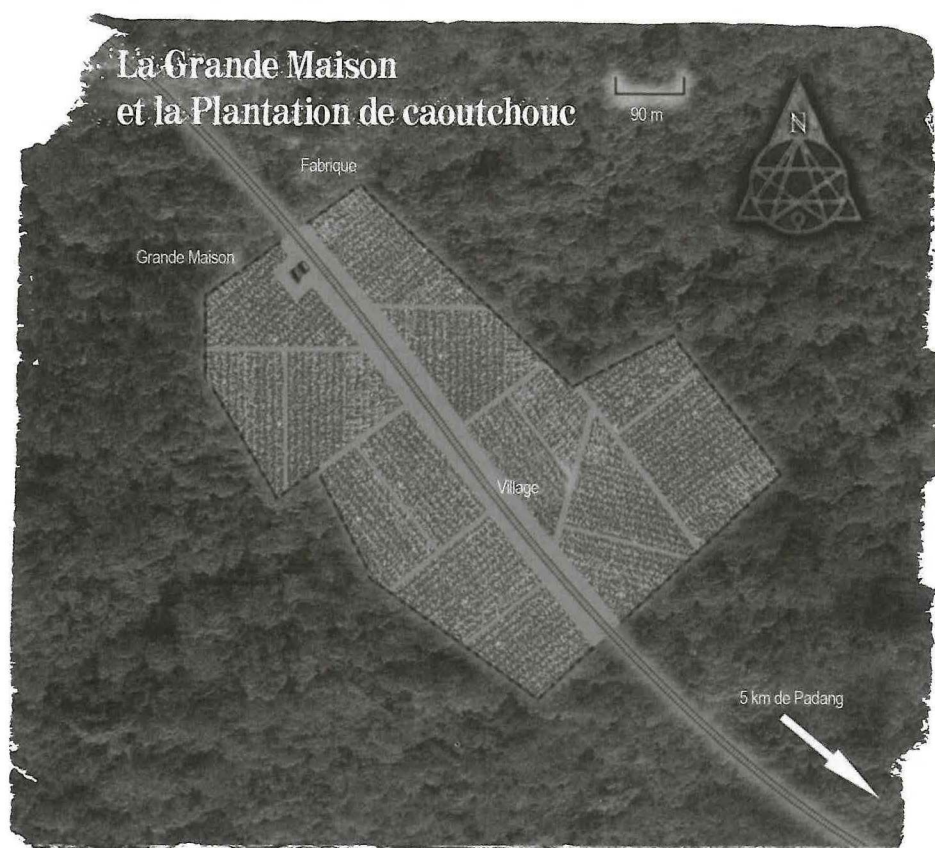 La Grande Maison
et la Plantation de caoutchouc
90 m
N
Fabrique
Grande Maison
Village
5 km de Padang